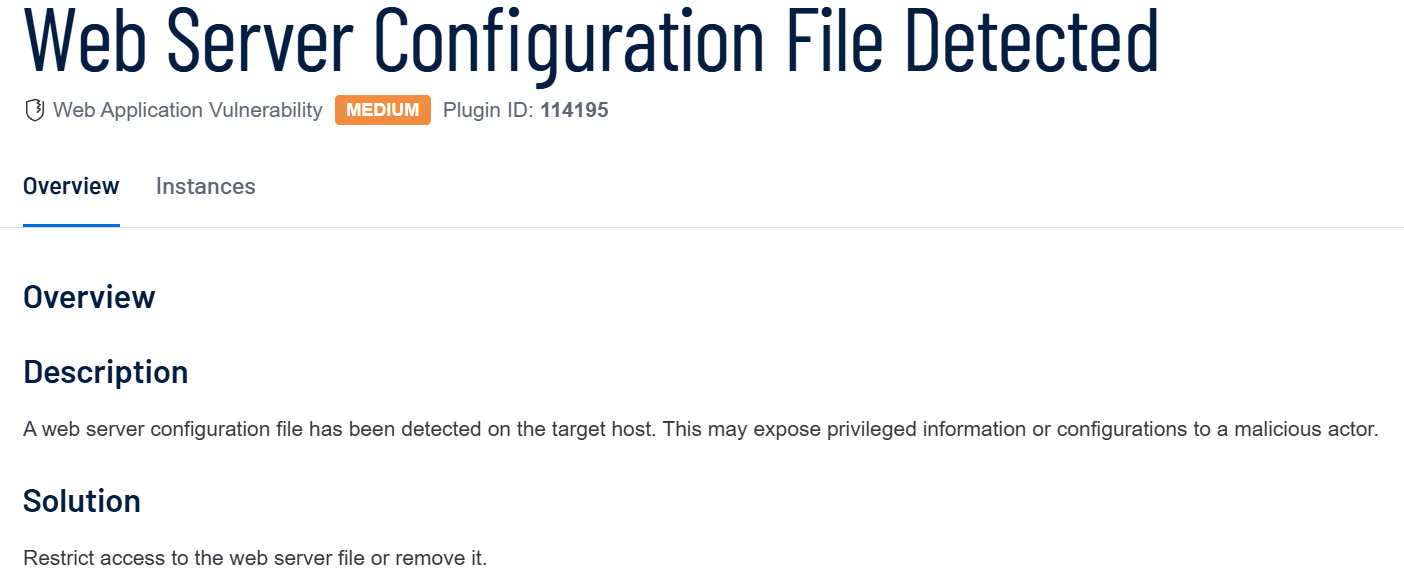 Web Server Configuration File Detected
Web Application Vulnerability MEDIUM Plugin ID: 114195
Overview Instances
Overview
Description
A web server configuration file has been detected on the target host. This may expose privileged information or configurations to a malicious actor.
Solution
Restrict access to the web server file or remove it.